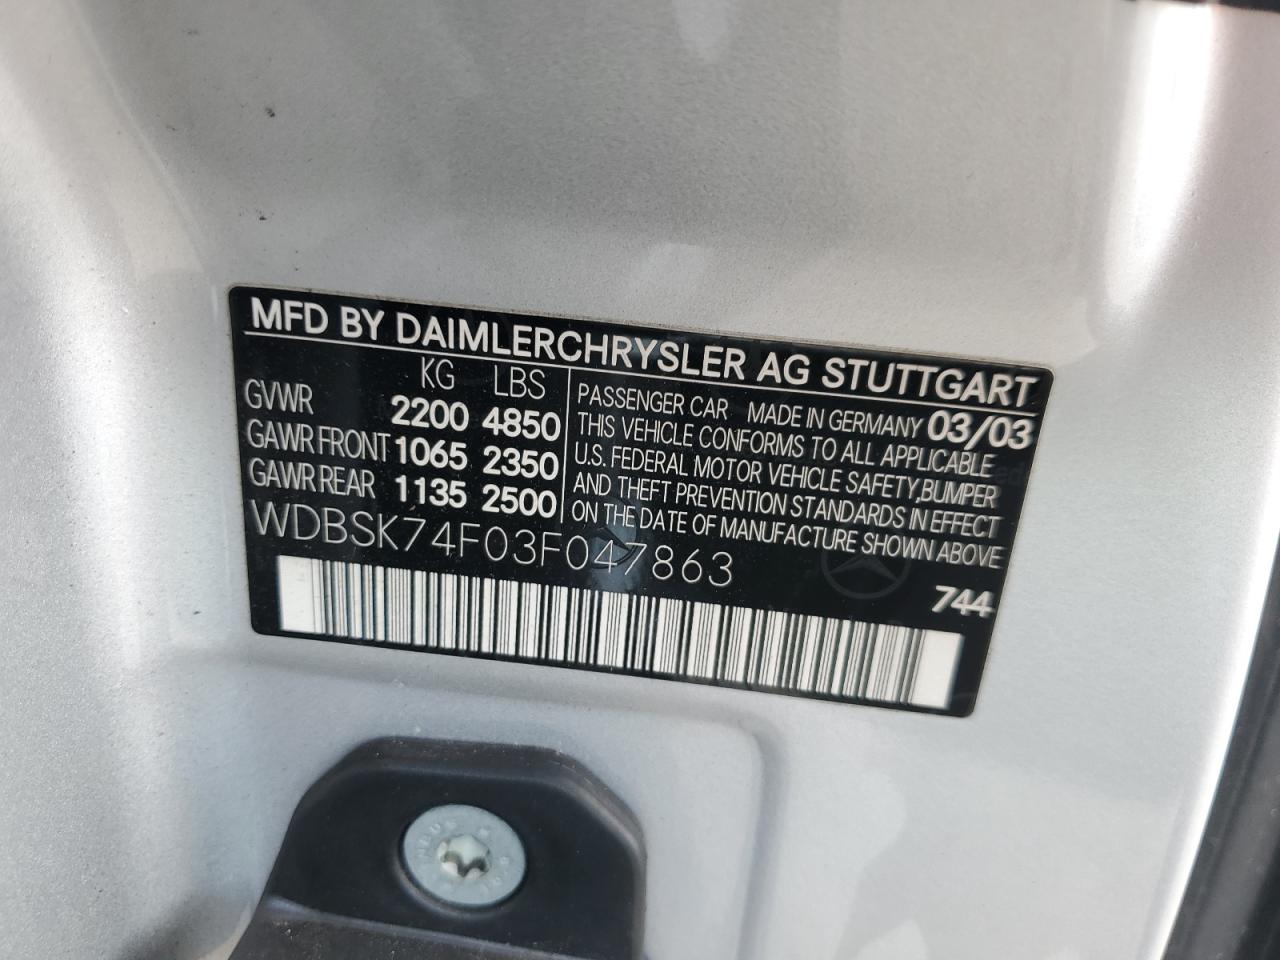 MFD BY DAIMLERCHRYSLER AG STUTTGART
KG LBS
GVWR 2200 4850
GAWR FRONT 1065 2350
GAWR REAR 1135 2500
PASSENGER CAR MADE IN GERMANY 03/03
THIS VEHICLE CONFORMS TO ALL APPLICABLE
U.S. FEDERAL MOTOR VEHICLE SAFETY,BUMPER
AND THEFT PREVENTION STANDARDS IN EFFECT
ON THE DATE OF MANUFACTURE SHOWN ABOVE
WDBSK74F03F047863
744